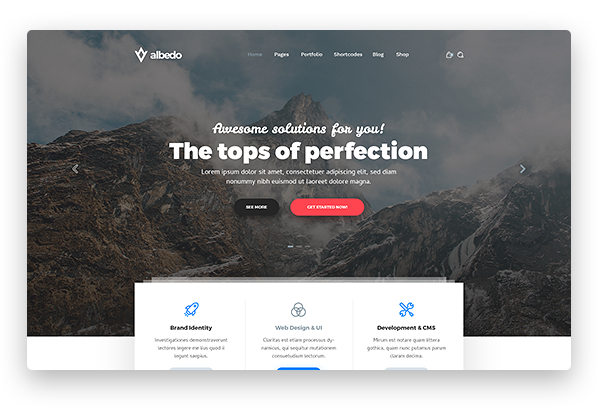 albedo
Home Pages Portfolio Shortcodes Blog Shop
Awesome solutions for you!
The tops of perfection
Lorem ipsum dolor sit amet, consectetuer adipiscing elit, sed diam
nonummy nibh euismod ut laoreet dolore magna.
SEE MORE GET STARTED NOW!
Brand Identity
Investigationes demonstraverunt
lectores legere me lius quod ii
legunt saepius.
Web Design & UI
Claritas est etiam processus dy-
namicus, qui sequitur mutationem
consuetudium lectorum.
Development & CMS
Mirum est notare quam littera
gothica, quam nunc putamus parum
claram decima.